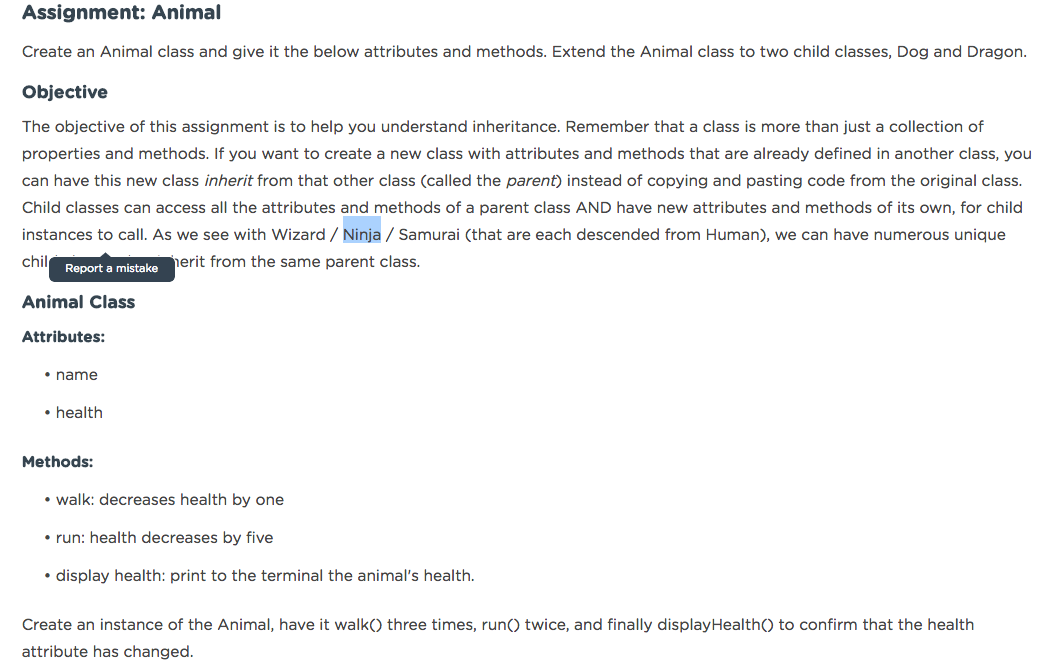 Assignment: Animal
Create an Animal class and give it the below attributes and methods. Extend the Animal class to two child classes, Dog and Dragon.
Objective
The objective of this assignment is to help you understand inheritance. Remember that a class is more than just a collection of
properties and methods. If you want to create a new class with attributes and methods that are already defined in another class, you
can have this new class inherit from that other class (called the parent) instead of copying and pasting code from the original class.
Child classes can access all the attributes and methods of a parent class AND have new attributes and methods of its own, for child
instances to call. As we see with Wizard / Ninja / Samurai (that are each descended from Human), we can have numerous unique
from the same parent class.
Report a mistake
Animal Class
Attributes:
• name
• health
Methods:
• walk: decreases health by one
• run: health decreases by five
• display health: print to the terminal the animal's health.
Create an instance of the Animal, have it walk() three times, run() twice, and finally displayHealth() to confirm that the health
attribute has changed.